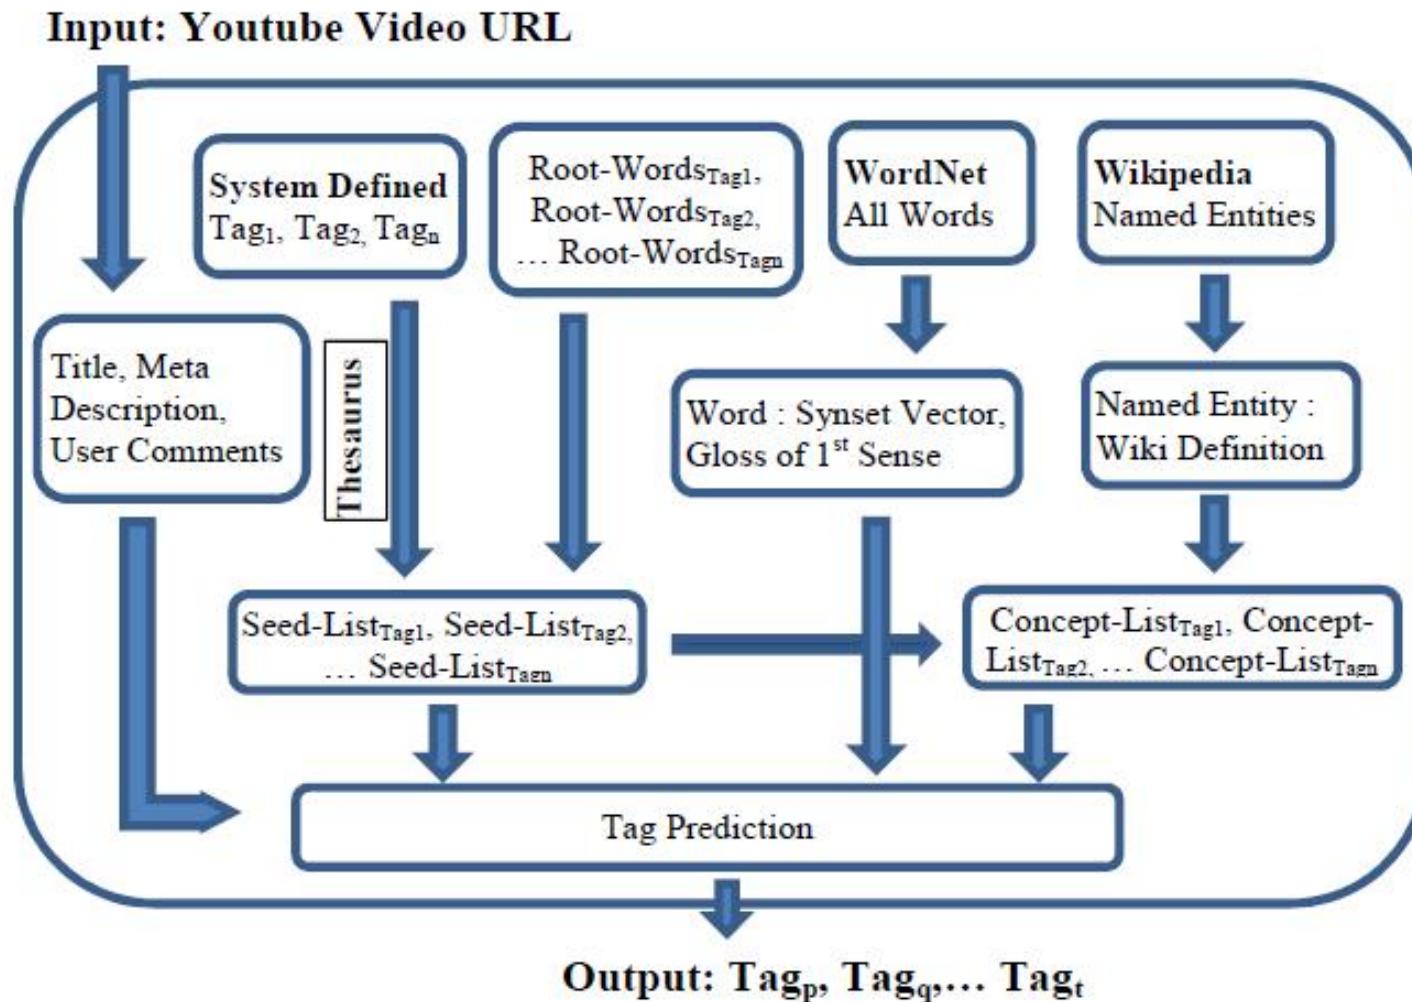 Input: Youtube Video URL
System Defined
Tag1, Tag2, Tagn
Root-WordsTag1,
Root-WordsTag2,
… Root-WordsTagn
WordNet
All Words
Wikipedia
Named Entities
Title, Meta
Description,
User Comments
Thesaurus
Word : Synset Vector,
Gloss of 1st Sense
Named Entity :
Wiki Definition
Seed-ListTag1, Seed-ListTag2,
… Seed-ListTagn
Concept-ListTag1, Concept-
ListTag2, … Concept-ListTagn
Tag Prediction
Output: Tagp, Tagq,… Tagt